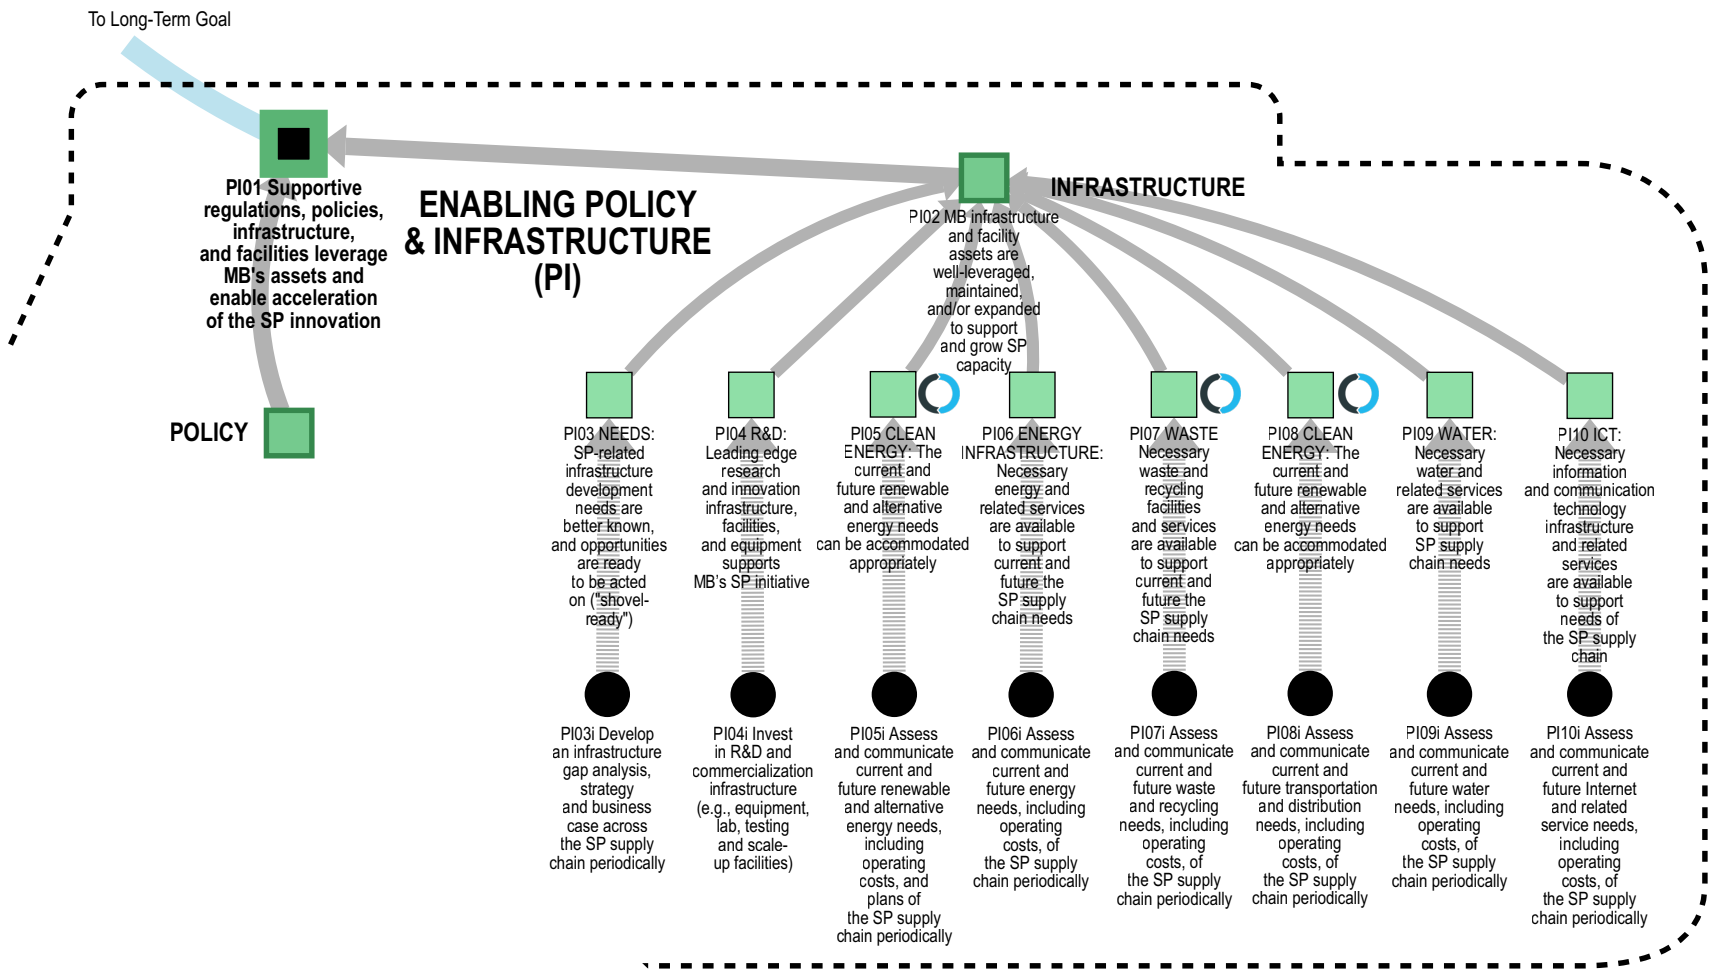 To Long-Term Goal
PI01 Supportive
regulations, policies,
infrastructure,
and facilities leverage
MB's assets and
enable acceleration
of the SP innovation
ENABLING POLICY
& INFRASTRUCTURE
(PI)
INFRASTRUCTURE
PI02 MB infrastructure
and facility
assets are
well-leveraged,
maintained,
and/or expanded
to support
and grow SP
capacity
POLICY
PI03 NEEDS:
SP-related
infrastructure
development
needs are
better known,
and opportunities
are ready
to be acted
on ("shovel-
ready")
PI04 R&D:
Leading edge
research
and innovation
infrastructure,
facilities,
and equipment
supports
MB's SP initiative
PI05 CLEAN
ENERGY: The
current and
future renewable
and alternative
energy needs
can be accommodated
appropriately
PI06 ENERGY
INFRASTRUCTURE:
Necessary
energy and
related services
are available
to support
current and
future the
SP supply
chain needs
PI07 WASTE
Necessary
waste and
recycling
facilities
and services
are available
to support
current and
future the
SP supply
chain needs
PI08 CLEAN
ENERGY: The
current and
future renewable
and alternative
energy needs
can be accommodated
appropriately
PI09 WATER:
Necessary
water and
related services
are available
to support
SP supply
chain needs
PI10 ICT:
Necessary
information
and communication
technology
infrastructure
and related
services
are available
to support
needs of
the SP supply
chain
PI03i Develop
an infrastructure
gap analysis,
strategy
and business
case across
the SP supply
chain periodically
PI04i Invest
in R&D and
commercialization
infrastructure
(e.g., equipment,
lab, testing
and scale-
up facilities)
PI05i Assess
and communicate
current and
future renewable
and alternative
energy needs,
including
operating
costs, and
plans of
the SP supply
chain periodically
PI06i Assess
and communicate
current and
future energy
needs, including
operating
costs, of
the SP supply
chain periodically
PI07i Assess
and communicate
current and
future waste
and recycling
needs, including
operating
costs, of
the SP supply
chain periodically
PI08i Assess
and communicate
current and
future transportation
and distribution
needs, including
operating
costs, of
the SP supply
chain periodically
PI09i Assess
and communicate
current and
future water
needs, including
operating
costs, of
the SP supply
chain periodically
PI10i Assess
and communicate
current and
future Internet
and related
service needs,
including
operating
costs, of
the SP supply
chain periodically